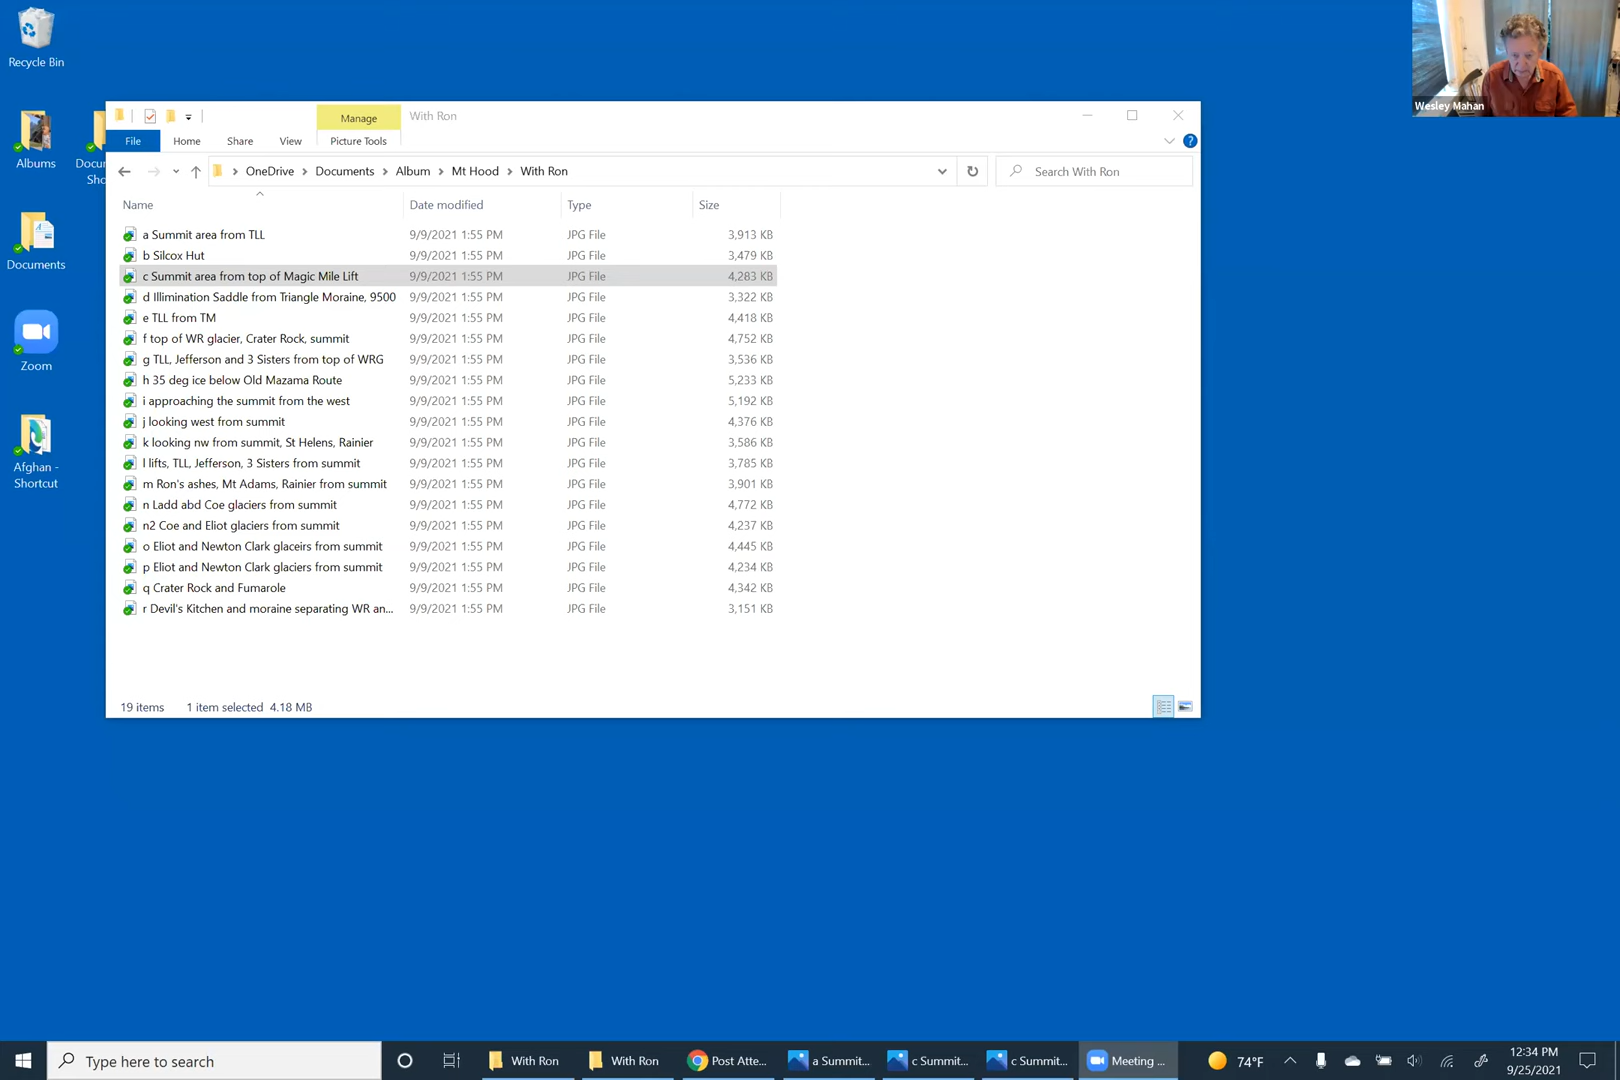 Recycle Bin
Albums
Docur
Sho
Documents
Zoom
Afghan -
Shortcut
Wesley Mahan
Manage
With Ron
File
Home
Share
View
Picture Tools
OneDrive > Documents > Album > Mt Hood > With Ron
Search With Ron
Name
Date modified
Type
Size
a Summit area from TLL 9/9/2021 1:55 PM JPG File 3,913 KB
b Silcox Hut 9/9/2021 1:55 PM JPG File 3,479 KB
c Summit area from top of Magic Mile Lift 9/9/2021 1:55 PM JPG File 4,283 KB
d Illimination Saddle from Triangle Moraine, 9500 9/9/2021 1:55 PM JPG File 3,322 KB
e TLL from TM 9/9/2021 1:55 PM JPG File 4,418 KB
f top of WR glacier, Crater Rock, summit 9/9/2021 1:55 PM JPG File 4,752 KB
g TLL, Jefferson and 3 Sisters from top of WRG 9/9/2021 1:55 PM JPG File 3,536 KB
h 35 deg ice below Old Mazama Route 9/9/2021 1:55 PM JPG File 5,233 KB
i approaching the summit from the west 9/9/2021 1:55 PM JPG File 5,192 KB
j looking west from summit 9/9/2021 1:55 PM JPG File 4,376 KB
k looking nw from summit, St Helens, Rainier 9/9/2021 1:55 PM JPG File 3,586 KB
l lifts, TLL, Jefferson, 3 Sisters from summit 9/9/2021 1:55 PM JPG File 3,785 KB
m Ron's ashes, Mt Adams, Rainier from summit 9/9/2021 1:55 PM JPG File 3,901 KB
n Ladd abd Coe glaciers from summit 9/9/2021 1:55 PM JPG File 4,772 KB
n2 Coe and Eliot glaciers from summit 9/9/2021 1:55 PM JPG File 4,237 KB
o Eliot and Newton Clark glaceirs from summit 9/9/2021 1:55 PM JPG File 4,445 KB
p Eliot and Newton Clark glaciers from summit 9/9/2021 1:55 PM JPG File 4,234 KB
q Crater Rock and Fumarole 9/9/2021 1:55 PM JPG File 4,342 KB
r Devil's Kitchen and moraine separating WR an... 9/9/2021 1:55 PM JPG File 3,151 KB
19 items 1 item selected 4.18 MB
Type here to search
With Ron
With Ron
Post Atte...
a Summit...
c Summit...
c Summit...
Meeting ...
74°F
12:34 PM
9/25/2021